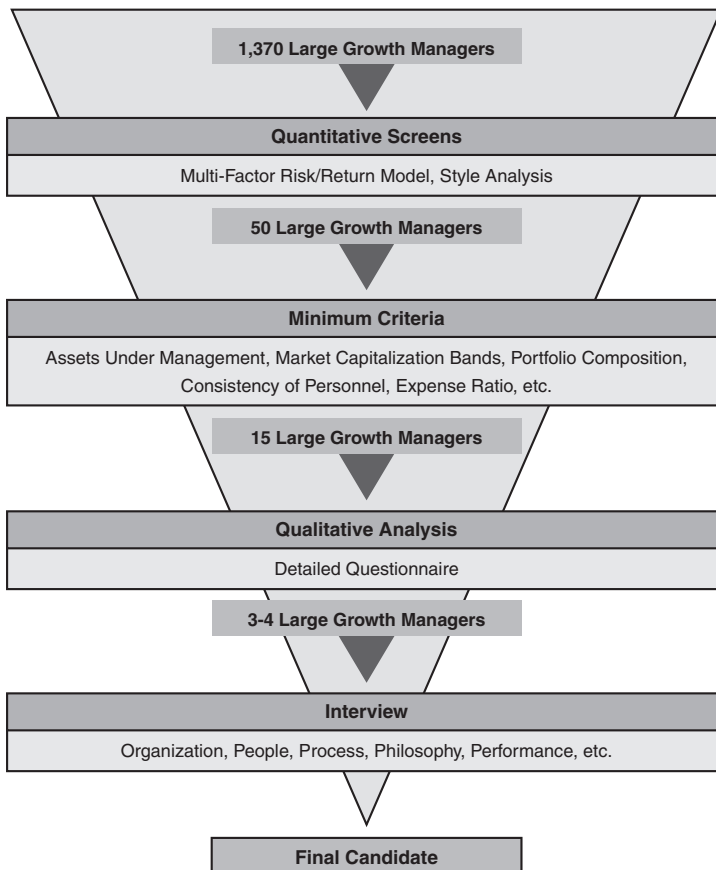 1,370 Large Growth Managers
Quantitative Screens
Multi-Factor Risk/Return Model, Style Analysis
50 Large Growth Managers
Minimum Criteria
Assets Under Management, Market Capitalization Bands, Portfolio Composition,
Consistency of Personnel, Expense Ratio, etc.
15 Large Growth Managers
Qualitative Analysis
Detailed Questionnaire
3-4 Large Growth Managers
Interview
Organization, People, Process, Philosophy, Performance, etc.
Final Candidate